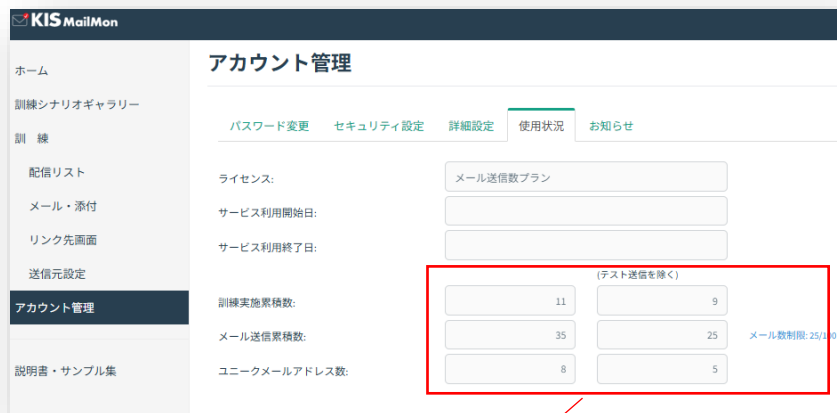 KIS MailMon
アカウント管理
ホーム
訓練シナリオギャラリー
訓 練
配信リスト
メール・添付
リンク先画面
送信元設定
アカウント管理
説明書・サンプル集
パスワード変更 セキュリティ設定 詳細設定 使用状況 お知らせ
ライセンス: メール送信数プラン
サービス利用開始日:
サービス利用終了日:
(テスト送信を除く)
訓練実施累積数: 11 9
メール送信累積数: 35 25 メール数制限: 25/100
ユニークメールアドレス数: 8 5